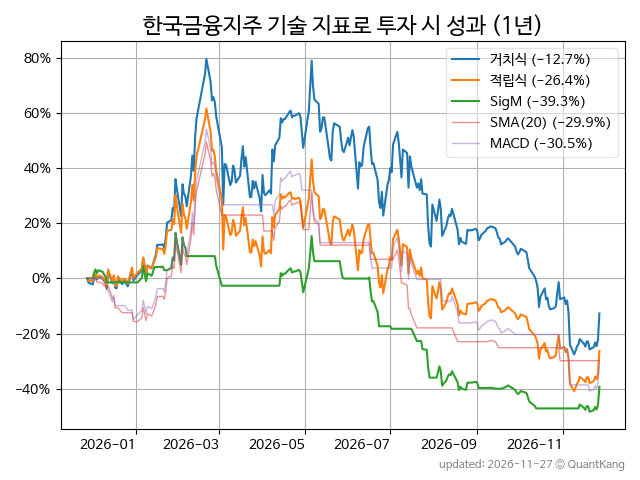 한국금융지주 기술 지표로 투자 시 성과 (1년)
80%
60%
40%
20%
0%
−20%
−40%
거치식 (−12.7%)
적립식 (−26.4%)
SigM (−39.3%)
SMA(20) (−29.9%)
MACD (−30.5%)
2026-01
2026-03
2026-05
2026-07
2026-09
2026-11
updated: 2026-11-27 © QuantKang